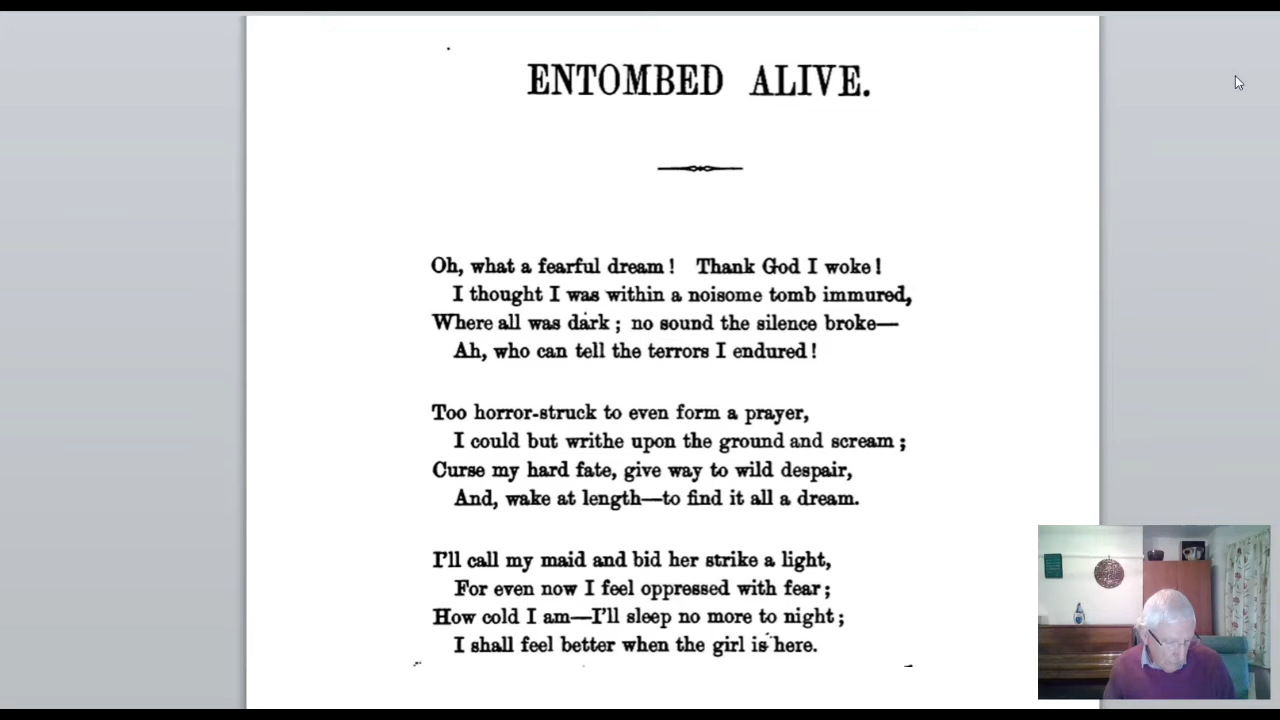 ENTOMBED ALIVE.
Oh, what a fearful dream! Thank God I woke!
I thought I was within a noisome tomb immured,
Where all was dark; no sound the silence broke—
Ah, who can tell the terrors I endured!
Too horror-struck to even form a prayer,
I could but writhe upon the ground and scream;
Curse my hard fate, give way to wild despair,
And, wake at length—to find it all a dream.
I'll call my maid and bid her strike a light,
For even now I feel oppressed with fear;
How cold I am—I'll sleep no more to night;
I shall feel better when the girl is here.